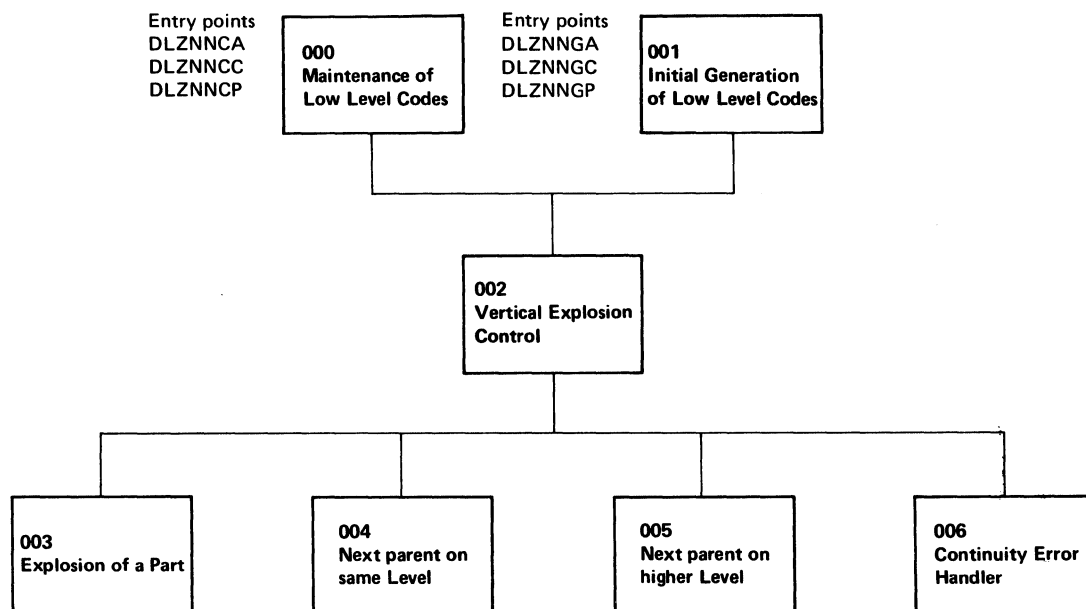 Entry points
DLZNNCA
DLZNNCC
DLZNNCP
000
Maintenance of
Low Level Codes
Entry points
DLZNNGA
DLZNNGC
DLZNNGP
001
Initial Generation
of Low Level Codes
002
Vertical Explosion
Control
003
Explosion of a Part
004
Next parent on
same Level
005
Next parent on
higher Level
006
Continuity Error
Handler